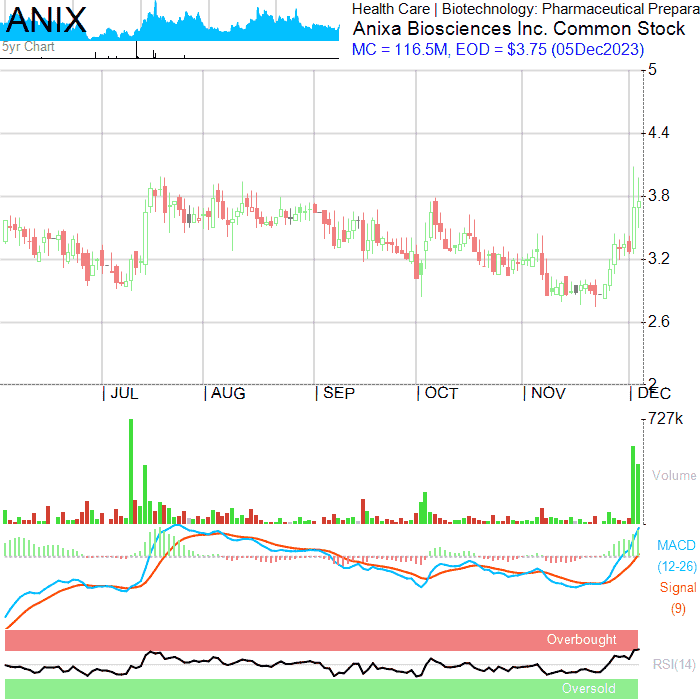 ANIX
Health Care | Biotechnology: Pharmaceutical Prepara
Anixa Biosciences Inc. Common Stock
5yr Chart
MC = 116.5M, EOD = $3.75 (05Dec2023)
5
4.4
3.8
3.2
2.6
2
| JUL | AUG | SEP | OCT | NOV | DEC
727k
Volume
MACD
(12-26)
Signal
(9)
Overbought
RSI(14)
Oversold